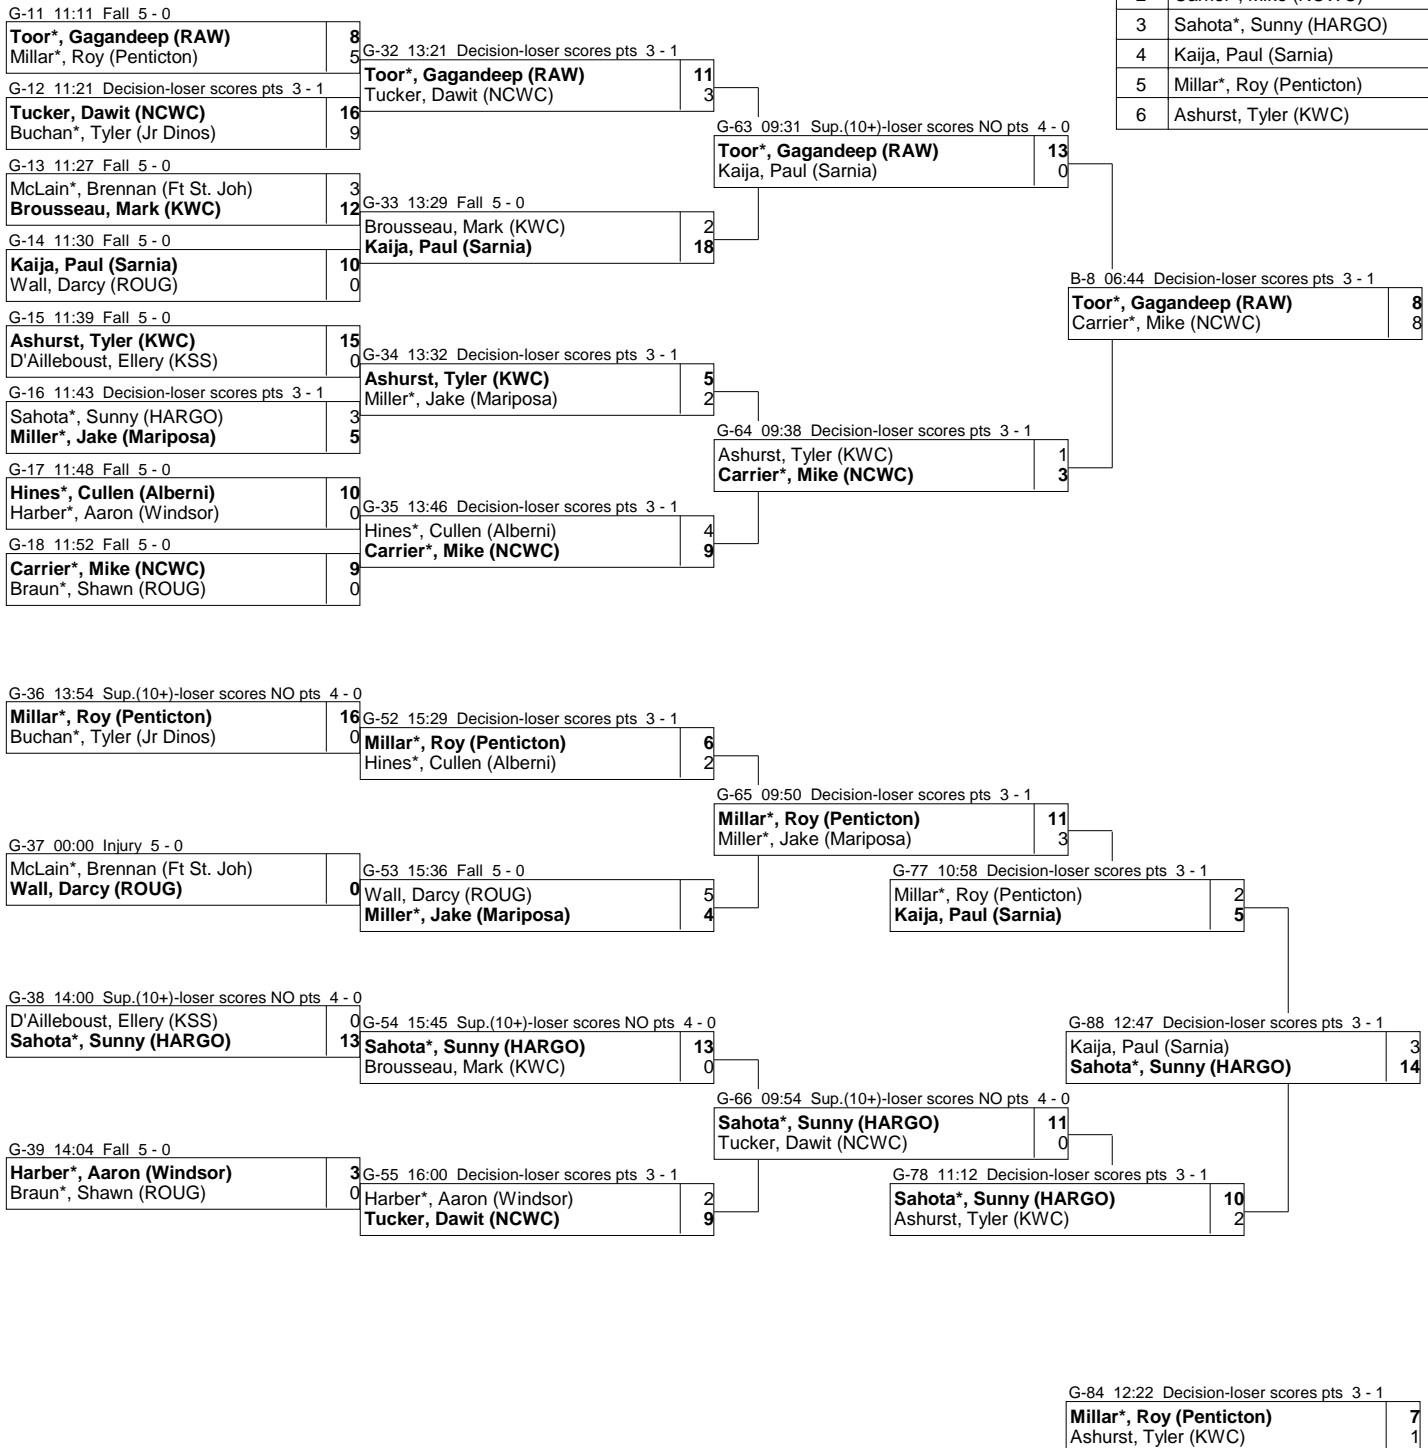 G-11 11:11 Fall 5 - 0
Toor*, Gagandeep (RAW) 8
Millar*, Roy (Penticton) 5
G-12 11:21 Decision-loser scores pts 3 - 1
Tucker, Dawit (NCWC) 16
Buchan*, Tyler (Jr Dinos) 9
G-13 11:27 Fall 5 - 0
McLain*, Brennan (Ft St. Joh) 3
Brousseau, Mark (KWC) 12
G-14 11:30 Fall 5 - 0
Kaija, Paul (Sarnia) 10
Wall, Darcy (ROUG) 0
G-15 11:39 Fall 5 - 0
Ashurst, Tyler (KWC) 15
D'Ailleboust, Ellery (KSS) 0
G-16 11:43 Decision-loser scores pts 3 - 1
Sahota*, Sunny (HARGO) 3
Miller*, Jake (Mariposa) 5
G-17 11:48 Fall 5 - 0
Hines*, Cullen (Alberni) 10
Harber*, Aaron (Windsor) 0
G-18 11:52 Fall 5 - 0
Carrier*, Mike (NCWC) 9
Braun*, Shawn (ROUG) 0
G-32 13:21 Decision-loser scores pts 3 - 1
Toor*, Gagandeep (RAW) 11
Tucker, Dawit (NCWC) 3
G-33 13:29 Fall 5 - 0
Brousseau, Mark (KWC) 2
Kaija, Paul (Sarnia) 18
G-34 13:32 Decision-loser scores pts 3 - 1
Ashurst, Tyler (KWC) 5
Miller*, Jake (Mariposa) 2
G-35 13:46 Decision-loser scores pts 3 - 1
Hines*, Cullen (Alberni) 4
Carrier*, Mike (NCWC) 9
G-63 09:31 Sup.(10+)-loser scores NO pts 4 - 0
Toor*, Gagandeep (RAW) 13
Kaija, Paul (Sarnia) 0
G-64 09:38 Decision-loser scores pts 3 - 1
Ashurst, Tyler (KWC) 1
Carrier*, Mike (NCWC) 3
B-8 06:44 Decision-loser scores pts 3 - 1
Toor*, Gagandeep (RAW) 8
Carrier*, Mike (NCWC) 8
3 Sahota*, Sunny (HARGO)
4 Kaija, Paul (Sarnia)
5 Millar*, Roy (Penticton)
6 Ashurst, Tyler (KWC)
G-36 13:54 Sup.(10+)-loser scores NO pts 4 - 0
Millar*, Roy (Penticton) 16
Buchan*, Tyler (Jr Dinos) 0
G-37 00:00 Injury 5 - 0
McLain*, Brennan (Ft St. Joh)
Wall, Darcy (ROUG) 0
G-38 14:00 Sup.(10+)-loser scores NO pts 4 - 0
D'Ailleboust, Ellery (KSS) 0
Sahota*, Sunny (HARGO) 13
G-39 14:04 Fall 5 - 0
Harber*, Aaron (Windsor) 3
Braun*, Shawn (ROUG) 0
G-52 15:29 Decision-loser scores pts 3 - 1
Millar*, Roy (Penticton) 6
Hines*, Cullen (Alberni) 2
G-53 15:36 Fall 5 - 0
Wall, Darcy (ROUG) 5
Miller*, Jake (Mariposa) 4
G-54 15:45 Sup.(10+)-loser scores NO pts 4 - 0
Sahota*, Sunny (HARGO) 13
Brousseau, Mark (KWC) 0
G-55 16:00 Decision-loser scores pts 3 - 1
Harber*, Aaron (Windsor) 2
Tucker, Dawit (NCWC) 9
G-65 09:50 Decision-loser scores pts 3 - 1
Millar*, Roy (Penticton) 11
Miller*, Jake (Mariposa) 3
G-66 09:54 Sup.(10+)-loser scores NO pts 4 - 0
Sahota*, Sunny (HARGO) 11
Tucker, Dawit (NCWC) 0
G-77 10:58 Decision-loser scores pts 3 - 1
Millar*, Roy (Penticton) 2
Kaija, Paul (Sarnia) 5
G-78 11:12 Decision-loser scores pts 3 - 1
Sahota*, Sunny (HARGO) 10
Ashurst, Tyler (KWC) 2
G-88 12:47 Decision-loser scores pts 3 - 1
Kaija, Paul (Sarnia) 3
Sahota*, Sunny (HARGO) 14
G-84 12:22 Decision-loser scores pts 3 - 1
Millar*, Roy (Penticton) 7
Ashurst, Tyler (KWC) 1